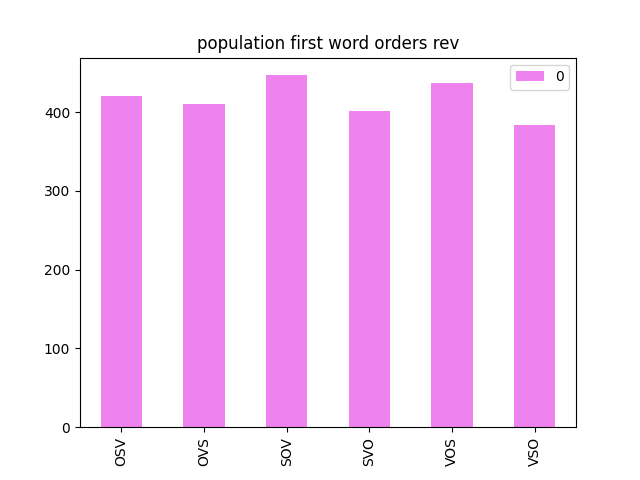 population first word orders rev
0
400
300
200
100
0
OSV
OVS
SOV
SVO
VOS
VSO